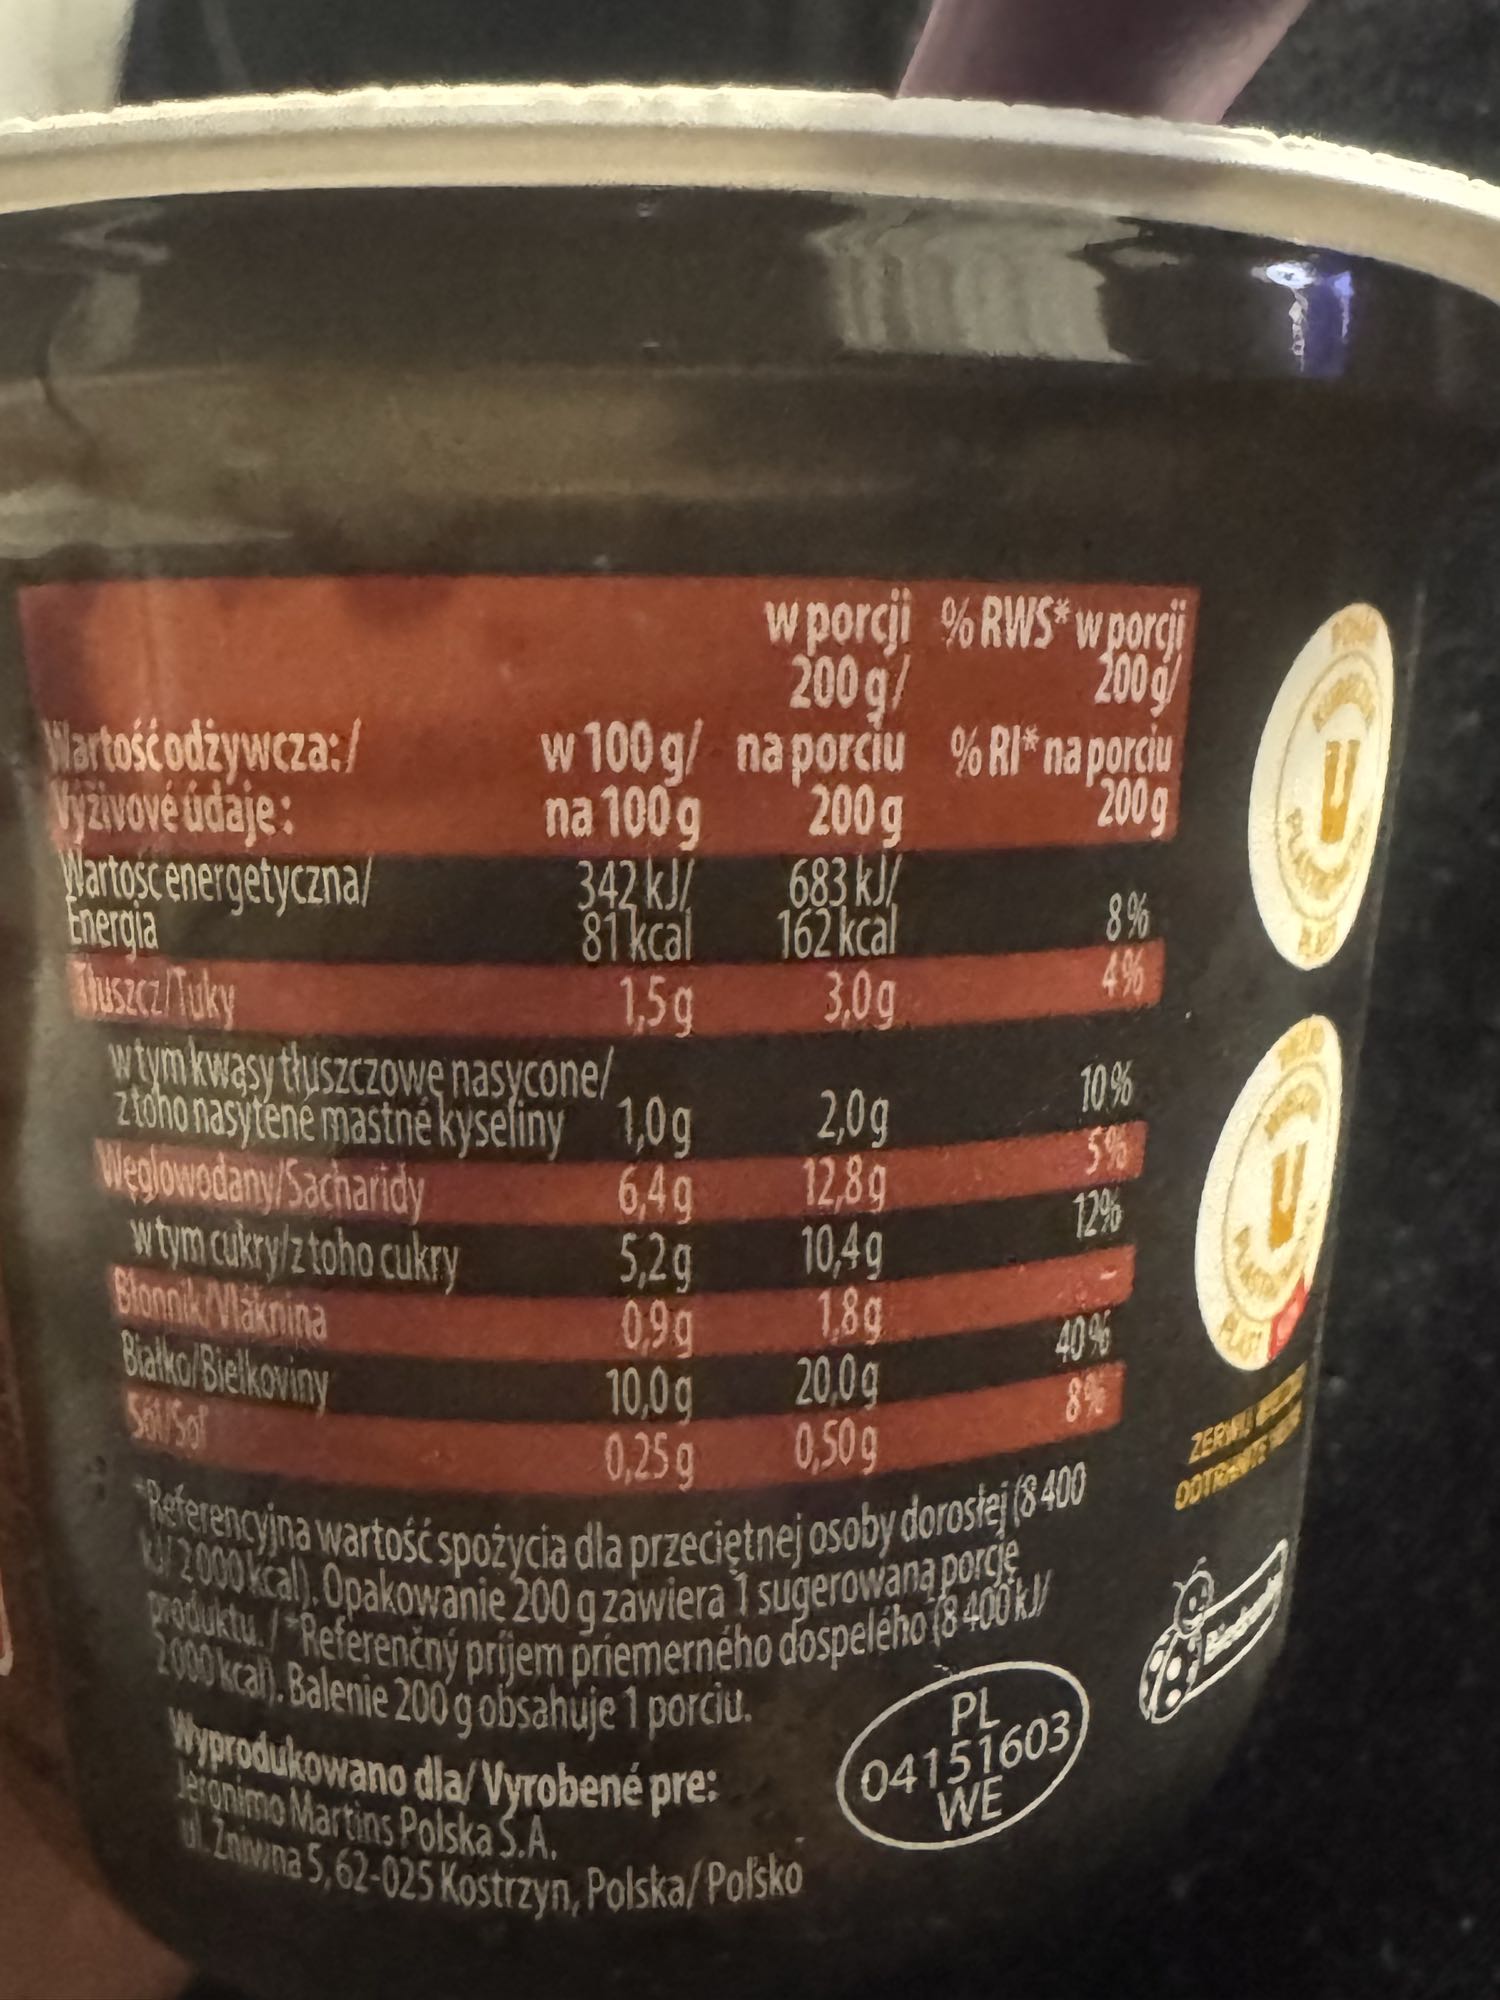 w porcji % RWS* w porcji
200 g/ 200 g/
Wartość odżywcza:/ w 100 g/ na porciu % RI* na porciu
Výživové údaje: na 100 g 200 g 200 g
Wartość energetyczna/ 342 kJ/ 683 kJ/
Energia 81 kcal 162 kcal 8%
Tłuszcz/Tuky 1,5 g 3,0 g 4%
w tym kwasy tłuszczowe nasycone/
z toho nasýtené mastné kyseliny 1,0 g 2,0 g 10%
Węglowodany/Sacharidy 6,4 g 12,8 g 5%
w tym cukry/z toho cukry 5,2 g 10,4 g 12%
Błonnik/Vláknina 0,9 g 1,8 g –
Białko/Bielkoviny 10,0 g 20,0 g 40%
Sól/Soľ 0,25 g 0,50 g 8%
*Referencyjna wartość spożycia dla przeciętnej osoby dorosłej (8 400
kJ/ 2 000 kcal). Opakowanie 200 g zawiera 1 sugerowaną porcję
produktu. / *Referenčný príjem priemerného dospelého (8 400 kJ/
2 000 kcal). Balenie 200 g obsahuje 1 porciu.
Wyprodukowano dla/ Vyrobené pre:
Jeronimo Martins Polska S.A.
ul. Żniwna 5, 62-025 Kostrzyn, Polska/ Poľsko
PL
04151603
WE
U
U
ZERWIJ
Biedronka